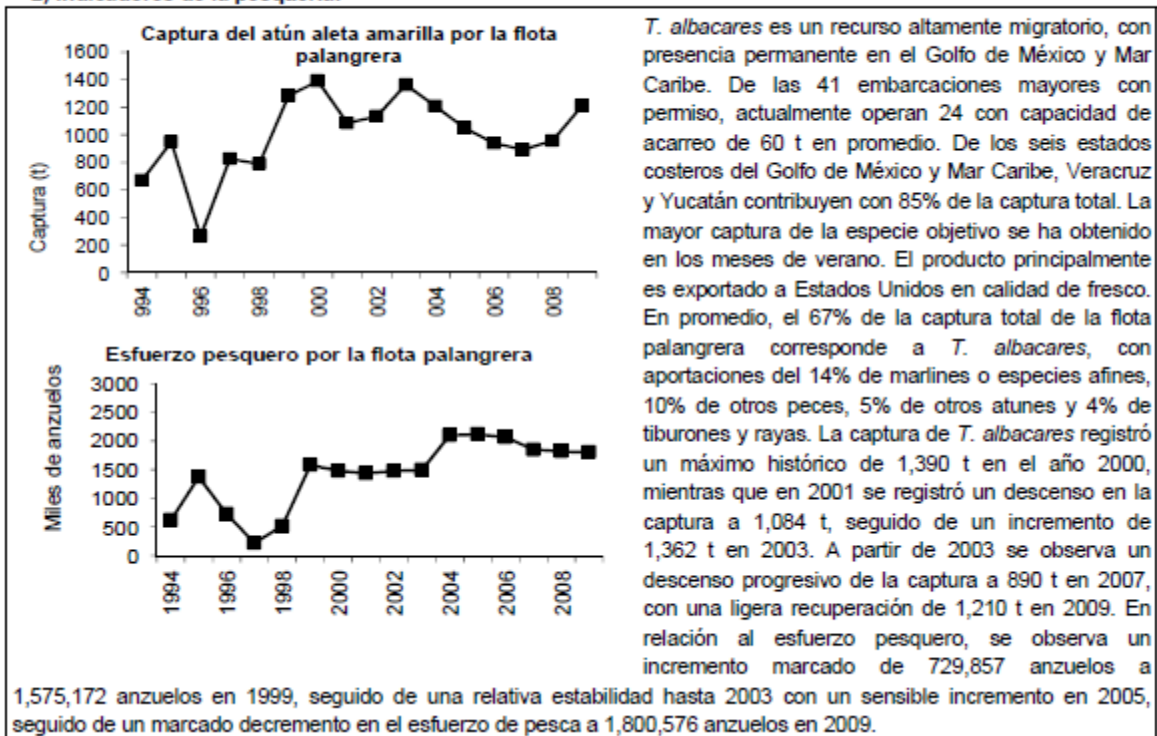 Captura del atún aleta amarilla por la flota
palangrera
Captura (t)
1600
1400
1200
1000
800
600
400
200
0
994
996
998
000
002
004
006
008
Esfuerzo pesquero por la flota palangrera
Miles de anzuelos
3000
2500
2000
1500
1000
500
0
1994
1996
1998
2000
2002
2004
2006
2008
T. albacares es un recurso altamente migratorio, con
presencia permanente en el Golfo de México y Mar
Caribe. De las 41 embarcaciones mayores con
permiso, actualmente operan 24 con capacidad de
acarreo de 60 t en promedio. De los seis estados
costeros del Golfo de México y Mar Caribe, Veracruz
y Yucatán contribuyen con 85% de la captura total. La
mayor captura de la especie objetivo se ha obtenido
en los meses de verano. El producto principalmente
es exportado a Estados Unidos en calidad de fresco.
En promedio, el 67% de la captura total de la flota
palangrera corresponde a T. albacares, con
aportaciones del 14% de marlines o especies afines,
10% de otros peces, 5% de otros atunes y 4% de
tiburones y rayas. La captura de T. albacares registró
un máximo histórico de 1,390 t en el año 2000,
mientras que en 2001 se registró un descenso en la
captura a 1,084 t, seguido de un incremento de
1,362 t en 2003. A partir de 2003 se observa un
descenso progresivo de la captura a 890 t en 2007,
con una ligera recuperación de 1,210 t en 2009. En
relación al esfuerzo pesquero, se observa un
incremento marcado de 729,857 anzuelos a
1,575,172 anzuelos en 1999, seguido de una relativa estabilidad hasta 2003 con un sensible incremento en 2005,
seguido de un marcado decremento en el esfuerzo de pesca a 1,800,576 anzuelos en 2009.